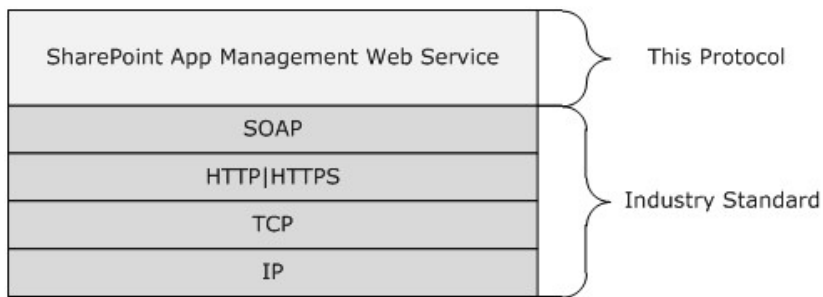 SharePoint App Management Web Service
This Protocol
SOAP
HTTP|HTTPS
TCP
IP
Industry Standard